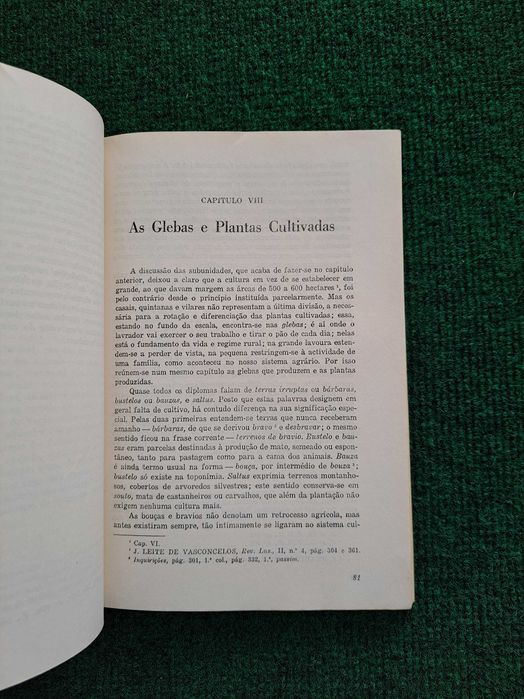 CAPITULO VIII
As Glebas e Plantas Cultivadas
A discussão das subunidades, que acaba de fazer-se no capítulo
anterior, deixou a claro que a cultura em vez de se estabelecer em
grande, ao que davam margem as áreas de 500 a 600 hectares ¹, foi
pelo contrário desde o princípio instituída parcelarmente. Mas os
casais, quintanas e vilares não representam a última divisão, a neces-
sária para a rotação e diferenciação das plantas cultivadas; essa,
estando no fundo da escala, encontra-se nas glebas; é aí onde o
lavrador vai exercer o seu trabalho e tirar o pão de cada dia; nelas
está o fundamento da vida e regime rural; na grande lavoura esten-
dem-se a perder de vista, na pequena restringem-se à actividade de
uma família, como aconteceu no nosso sistema agrário. Por isso
reùnem-se num mesmo capítulo as glebas que produzem e as plantas
produzidas.
Quase todos os diplomas falam de terras irruptas ou bárbaras,
bustelos ou bauzas, e saltus. Posto que estas palavras designem em
geral falta de cultivo, há contudo diferença na sua significação espe-
cial. Pelas duas primeiras entendem-se terras que nunca receberam
amanho — bárbaras, de que se derivou bravo ² e desbravar; o mesmo
sentido ficou na frase corrente — terrenos de bravio. Bustelo e bau-
zas eram parcelas destinadas à produção de mato, semeado ou espon-
tâneo, tanto para pastagem como para a cama dos animais. Bauza
é ainda termo usual na forma — bouça, por intermédio de bouza ³;
bustelo só existe na toponímia. Saltus exprimia terrenos montanho-
sos, cobertos de arvoredos silvestres; este sentido conserva-se em
souto, mata de castanheiros ou carvalhos, que além da plantação não
exigem nenhuma cultura mais.
As bouças e bravios não denotam um retrocesso agrícola, mas
antes existiram sempre, tão intimamente se ligaram ao sistema cul-
¹ Cap. VI.
² J. LEITE DE VASCONCELOS, Rev. Lus., II, n.º 4, pág. 304 e 361.
³ Inquirições, pág. 301, 1.ª col., pág. 332, 1.ª, passim.
81